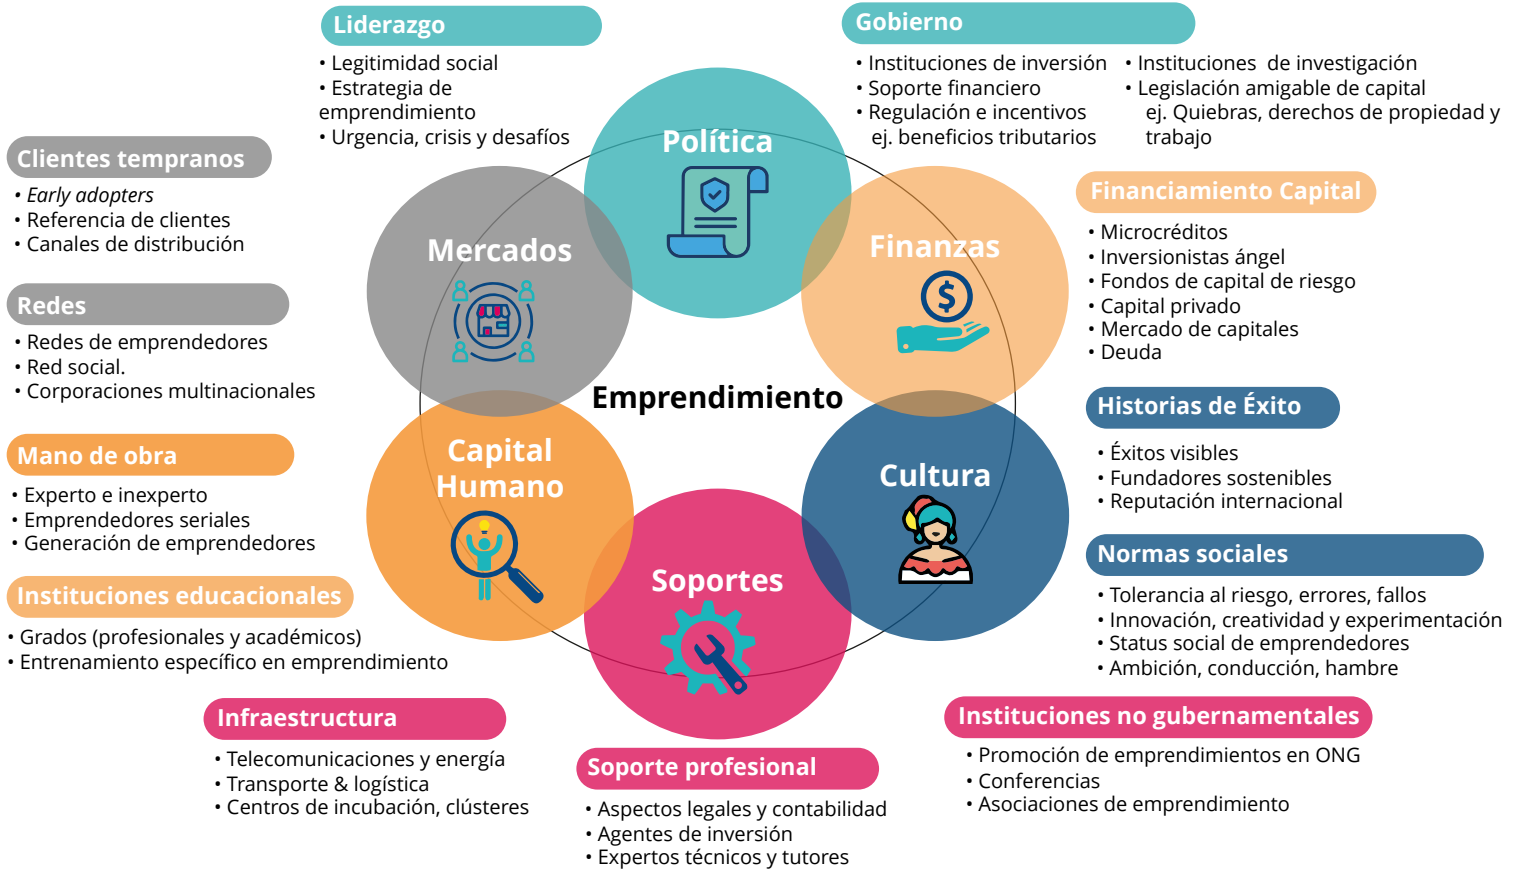 Liderazgo
• Legitimidad social
• Estrategia de
emprendimiento
• Urgencia, crisis y desafíos
Gobierno
• Instituciones de inversión
• Soporte financiero
• Regulación e incentivos
ej. beneficios tributarios
• Instituciones de investigación
• Legislación amigable de capital
ej. Quiebras, derechos de propiedad y
trabajo
Clientes tempranos
• Early adopters
• Referencia de clientes
• Canales de distribución
Redes
• Redes de emprendedores
• Red social.
• Corporaciones multinacionales
Mano de obra
• Experto e inexperto
• Emprendedores seriales
• Generación de emprendedores
Instituciones educacionales
• Grados (profesionales y académicos)
• Entrenamiento específico en emprendimiento
Política
Mercados
Finanzas
$
Emprendimiento
Capital
Humano
Cultura
Soportes
Financiamiento Capital
• Microcréditos
• Inversionistas ángel
• Fondos de capital de riesgo
• Capital privado
• Mercado de capitales
• Deuda
Historias de Éxito
• Éxitos visibles
• Fundadores sostenibles
• Reputación internacional
Normas sociales
• Tolerancia al riesgo, errores, fallos
• Innovación, creatividad y experimentación
• Status social de emprendedores
• Ambición, conducción, hambre
Infraestructura
• Telecomunicaciones y energía
• Transporte & logística
• Centros de incubación, clústeres
Soporte profesional
• Aspectos legales y contabilidad
• Agentes de inversión
• Expertos técnicos y tutores
Instituciones no gubernamentales
• Promoción de emprendimientos en ONG
• Conferencias
• Asociaciones de emprendimiento